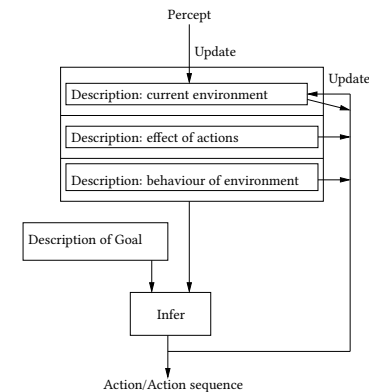 Percept
Update
Update
Description: current environment
Description: effect of actions
Description: behaviour of environment
Description of Goal
Infer
Action/Action sequence